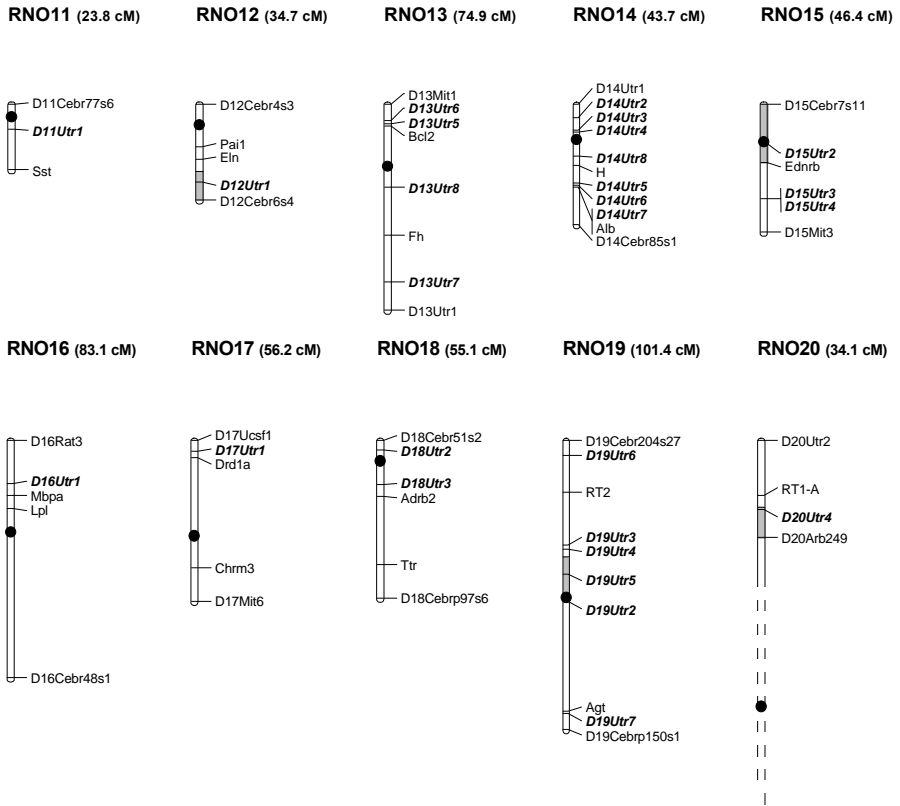 RNO11 (23.8 cM)
D11Cebr77s6
D11Utr1
Sst
RNO12 (34.7 cM)
D12Cebr4s3
Pai1
Eln
D12Utr1
D12Cebr6s4
RNO13 (74.9 cM)
D13Mit1
D13Utr6
D13Utr5
Bcl2
D13Utr8
Fh
D13Utr7
D13Utr1
RNO14 (43.7 cM)
D14Utr1
D14Utr2
D14Utr3
D14Utr4
D14Utr8
H
D14Utr5
D14Utr6
D14Utr7
Alb
D14Cebr85s1
RNO15 (46.4 cM)
D15Cebr7s11
D15Utr2
Ednrb
D15Utr3
D15Utr4
D15Mit3
RNO16 (83.1 cM)
D16Rat3
D16Utr1
Mbpa
Lpl
D16Cebr48s1
RNO17 (56.2 cM)
D17Ucsf1
D17Utr1
Drd1a
Chrm3
D17Mit6
RNO18 (55.1 cM)
D18Cebr51s2
D18Utr2
D18Utr3
Adrb2
Ttr
D18Cebrp97s6
RNO19 (101.4 cM)
D19Cebr204s27
D19Utr6
RT2
D19Utr3
D19Utr4
D19Utr5
D19Utr2
Agt
D19Utr7
D19Cebrp150s1
RNO20 (34.1 cM)
D20Utr2
RT1-A
D20Utr4
D20Arb249